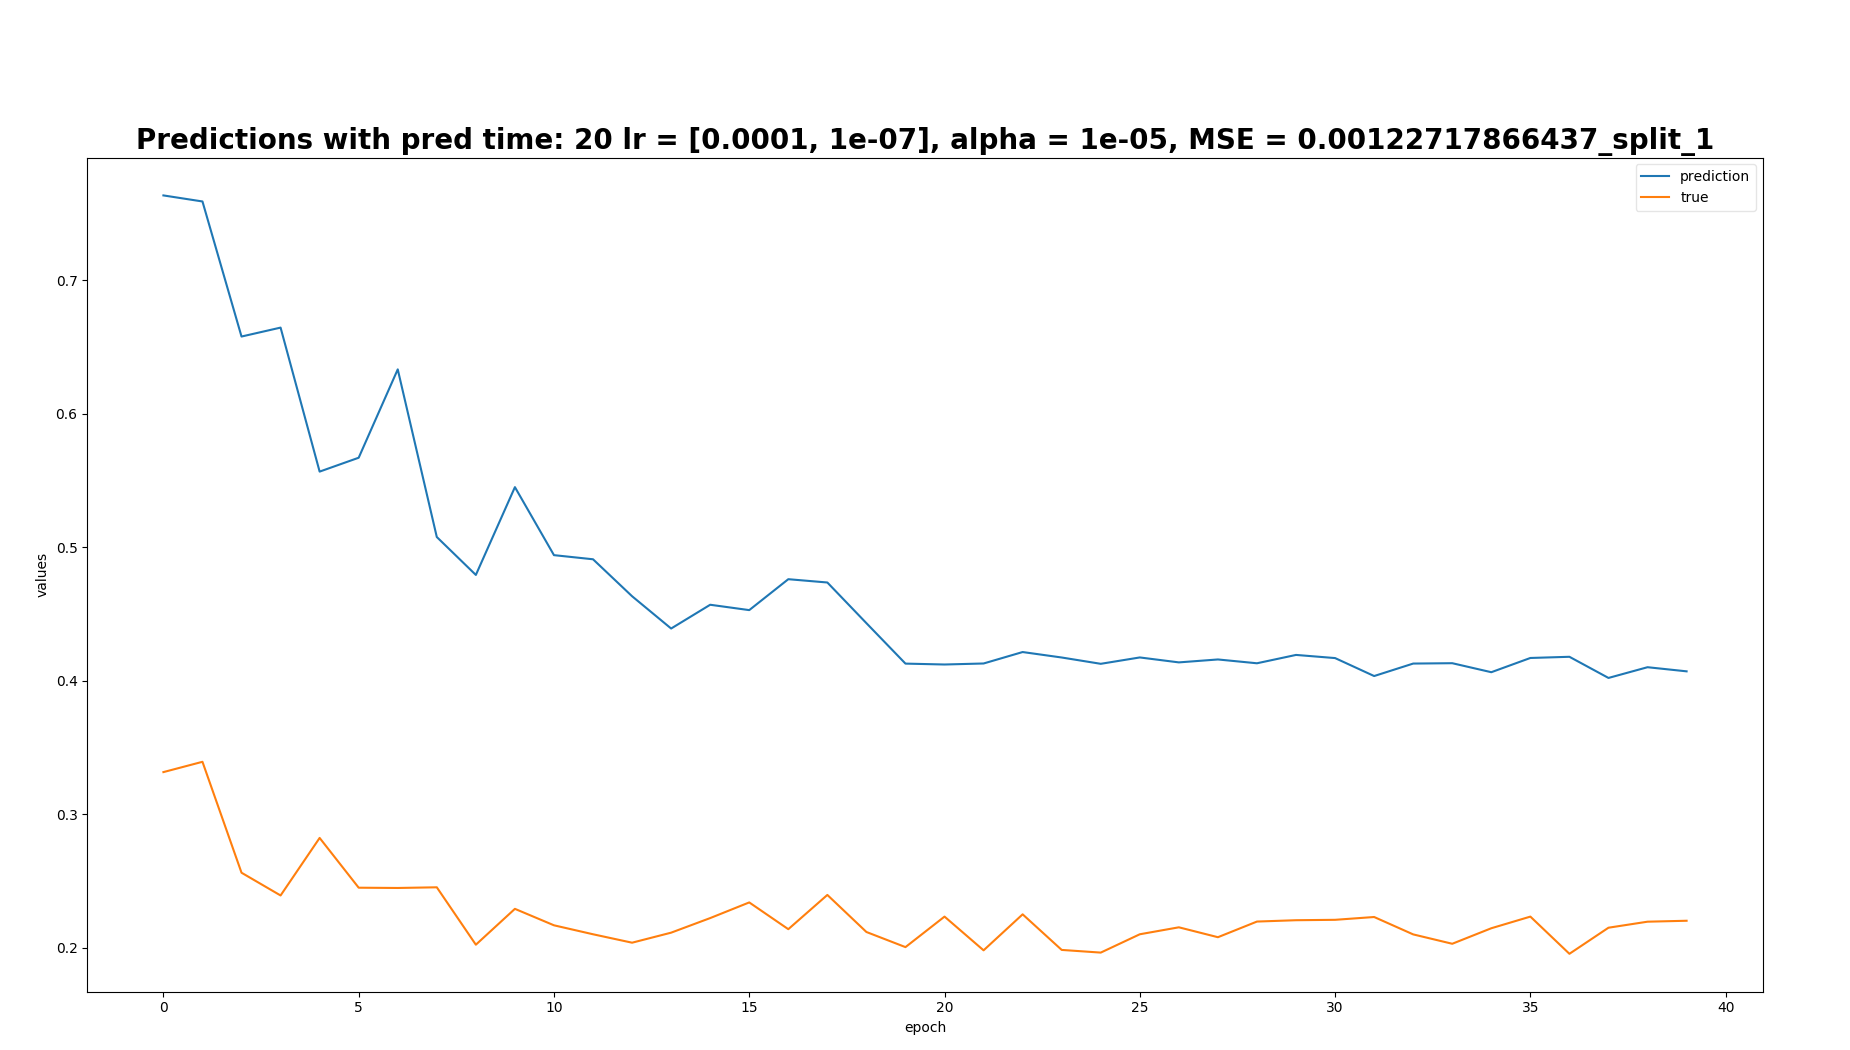 Predictions with pred time: 20 lr = [0.0001, 1e-07], alpha = 1e-05, MSE = 0.00122717866437_split_1
prediction
true
values
0.7
0.6
0.5
0.4
0.3
0.2
0 5 10 15 20 25 30 35 40
epoch